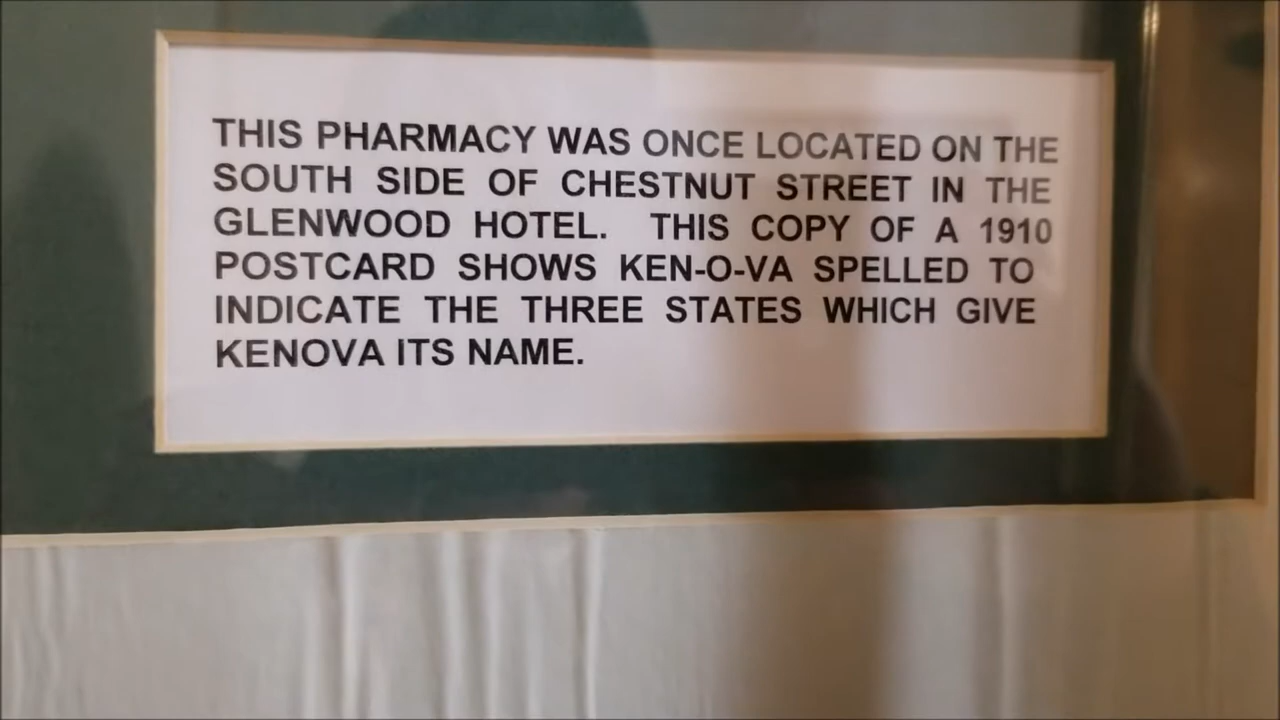 THIS PHARMACY WAS ONCE LOCATED ON THE
SOUTH SIDE OF CHESTNUT STREET IN THE
GLENWOOD HOTEL. THIS COPY OF A 1910
POSTCARD SHOWS KEN-O-VA SPELLED TO
INDICATE THE THREE STATES WHICH GIVE
KENOVA ITS NAME.